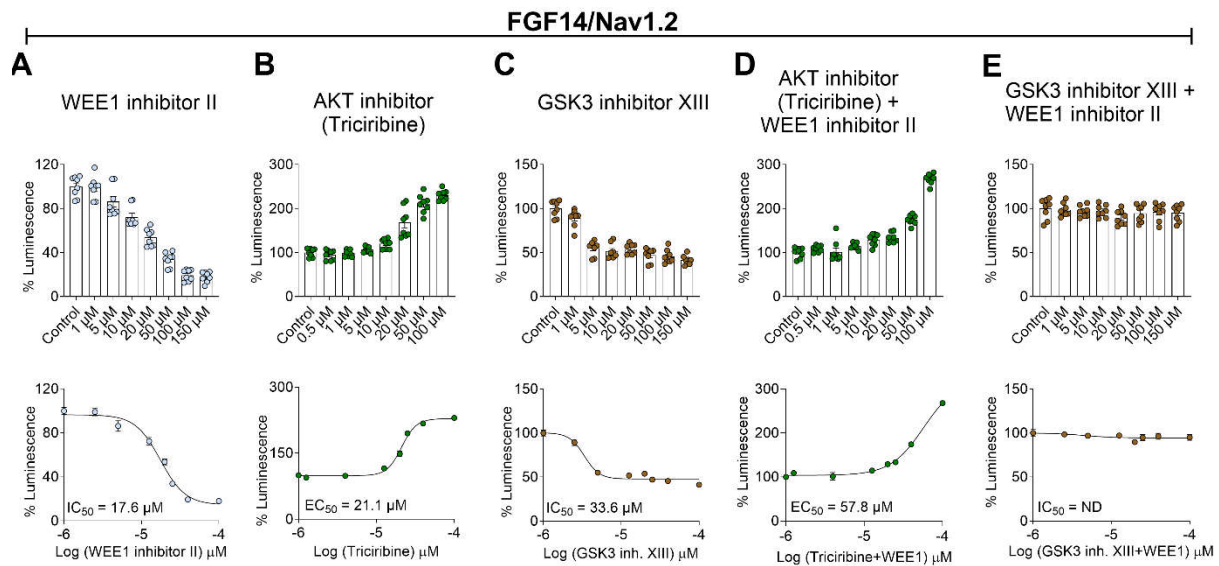 FGF14/Nav1.2
A
WEE1 inhibitor II
% Luminescence
120
80
40
0
Control
1 µM
5 µM
10 µM
20 µM
50 µM
100 µM
150 µM
B
AKT inhibitor
(Triciribine)
% Luminescence
300
200
100
0
Control
0.5 µM
1 µM
5 µM
10 µM
20 µM
50 µM
100 µM
C
GSK3 inhibitor XIII
% Luminescence
150
100
50
0
Control
1 µM
5 µM
10 µM
20 µM
50 µM
100 µM
150 µM
D
AKT inhibitor
(Triciribine) +
WEE1 inhibitor II
% Luminescence
300
200
100
0
Control
0.5 µM
1 µM
5 µM
10 µM
20 µM
50 µM
100 µM
E
GSK3 inhibitor XIII +
WEE1 inhibitor II
% Luminescence
150
100
50
0
Control
1 µM
5 µM
10 µM
20 µM
50 µM
100 µM
150 µM
% Luminescence
120
80
40
0
IC50 = 17.6 µM
-6
-5
-4
Log (WEE1 inhibitor II) µM
% Luminescence
300
150
0
EC50 = 21.1 µM
-6
-5
-4
Log (Triciribine) µM
% Luminescence
150
100
50
0
IC50 = 33.6 µM
-6
-5
-4
Log (GSK3 inh. XIII) µM
% Luminescence
300
200
100
0
EC50 = 57.8 µM
-6
-5
-4
Log (Triciribine+WEE1) µM
% Luminescence
150
100
50
0
IC50 = ND
-6
-5
-4
Log (GSK3 inh. XIII+WEE1) µM